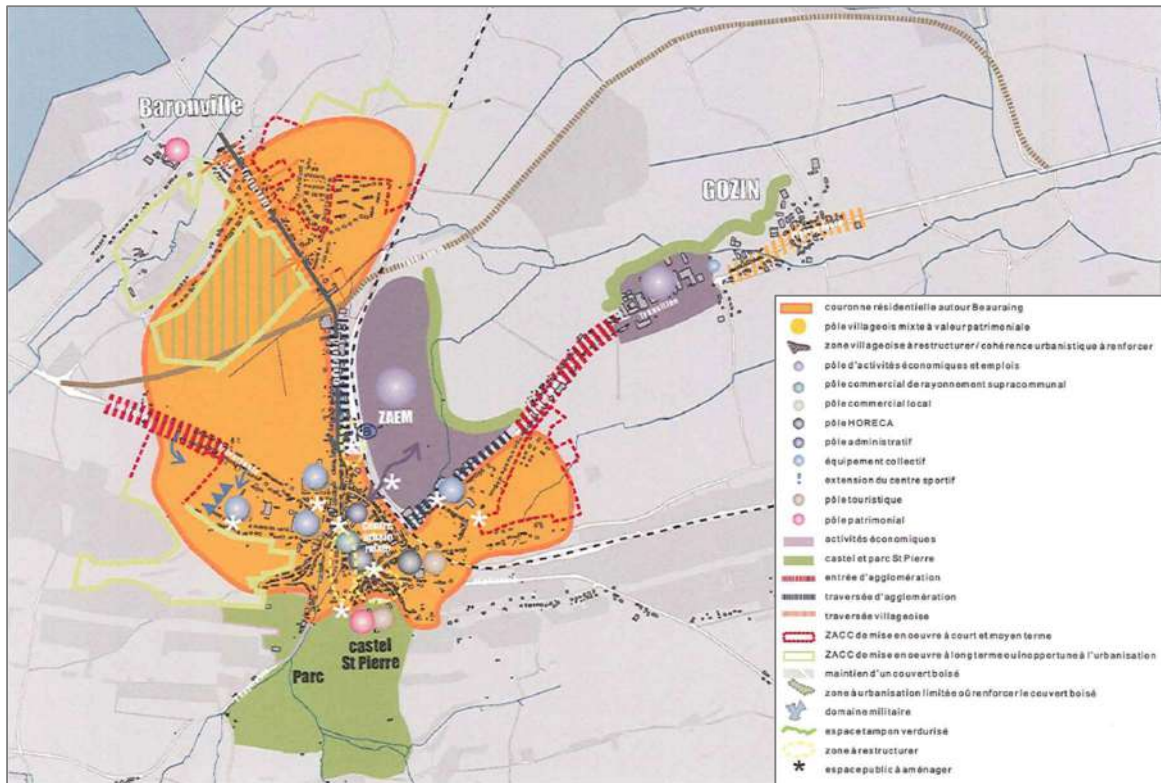 Baronville
GOZIN
Transition
ZAEM
Centre
urbain
castel
St Pierre
Parc
couronne résidentielle autour Beauraing
pôle villageois mixte à valeur patrimoniale
zone villageoise à restructurer / cohérence urbanistique à renforcer
pôle d'activités économiques et emplois
pôle commercial de rayonnement supracommunal
pôle commercial local
pôle HORECA
pôle administratif
équipement collectif
extension du centre sportif
pôle touristique
pôle patrimonial
activités économiques
castel et parc St Pierre
entrée d'agglomération
traversée d'agglomération
traversée villageoise
ZACC de mise en oeuvre à court et moyen terme
ZACC de mise en oeuvre à long terme ou inopportune à l'urbanisation
maintien d'un couvert boisé
zone à urbanisation limitée où renforcer le couvert boisé
domaine militaire
espace tampon verdurisé
zone à restructurer
espace public à aménager